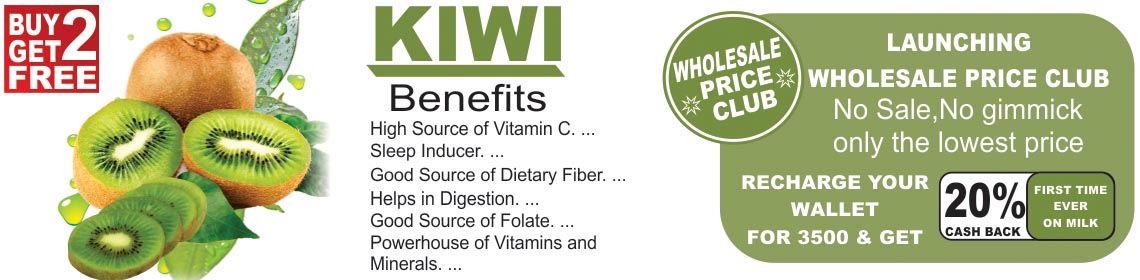 BUY 2
GET
FREE
KIWI
Benefits
High Source of Vitamin C. ...
Sleep Inducer. ...
Good Source of Dietary Fiber. ...
Helps in Digestion. ...
Good Source of Folate. ...
Powerhouse of Vitamins and
Minerals. ...
WHOLESALE
PRICE
CLUB
LAUNCHING
WHOLESALE PRICE CLUB
No Sale,No gimmick
only the lowest price
RECHARGE YOUR
WALLET
FOR 3500 & GET
20%
CASH BACK
FIRST TIME
EVER
ON MILK